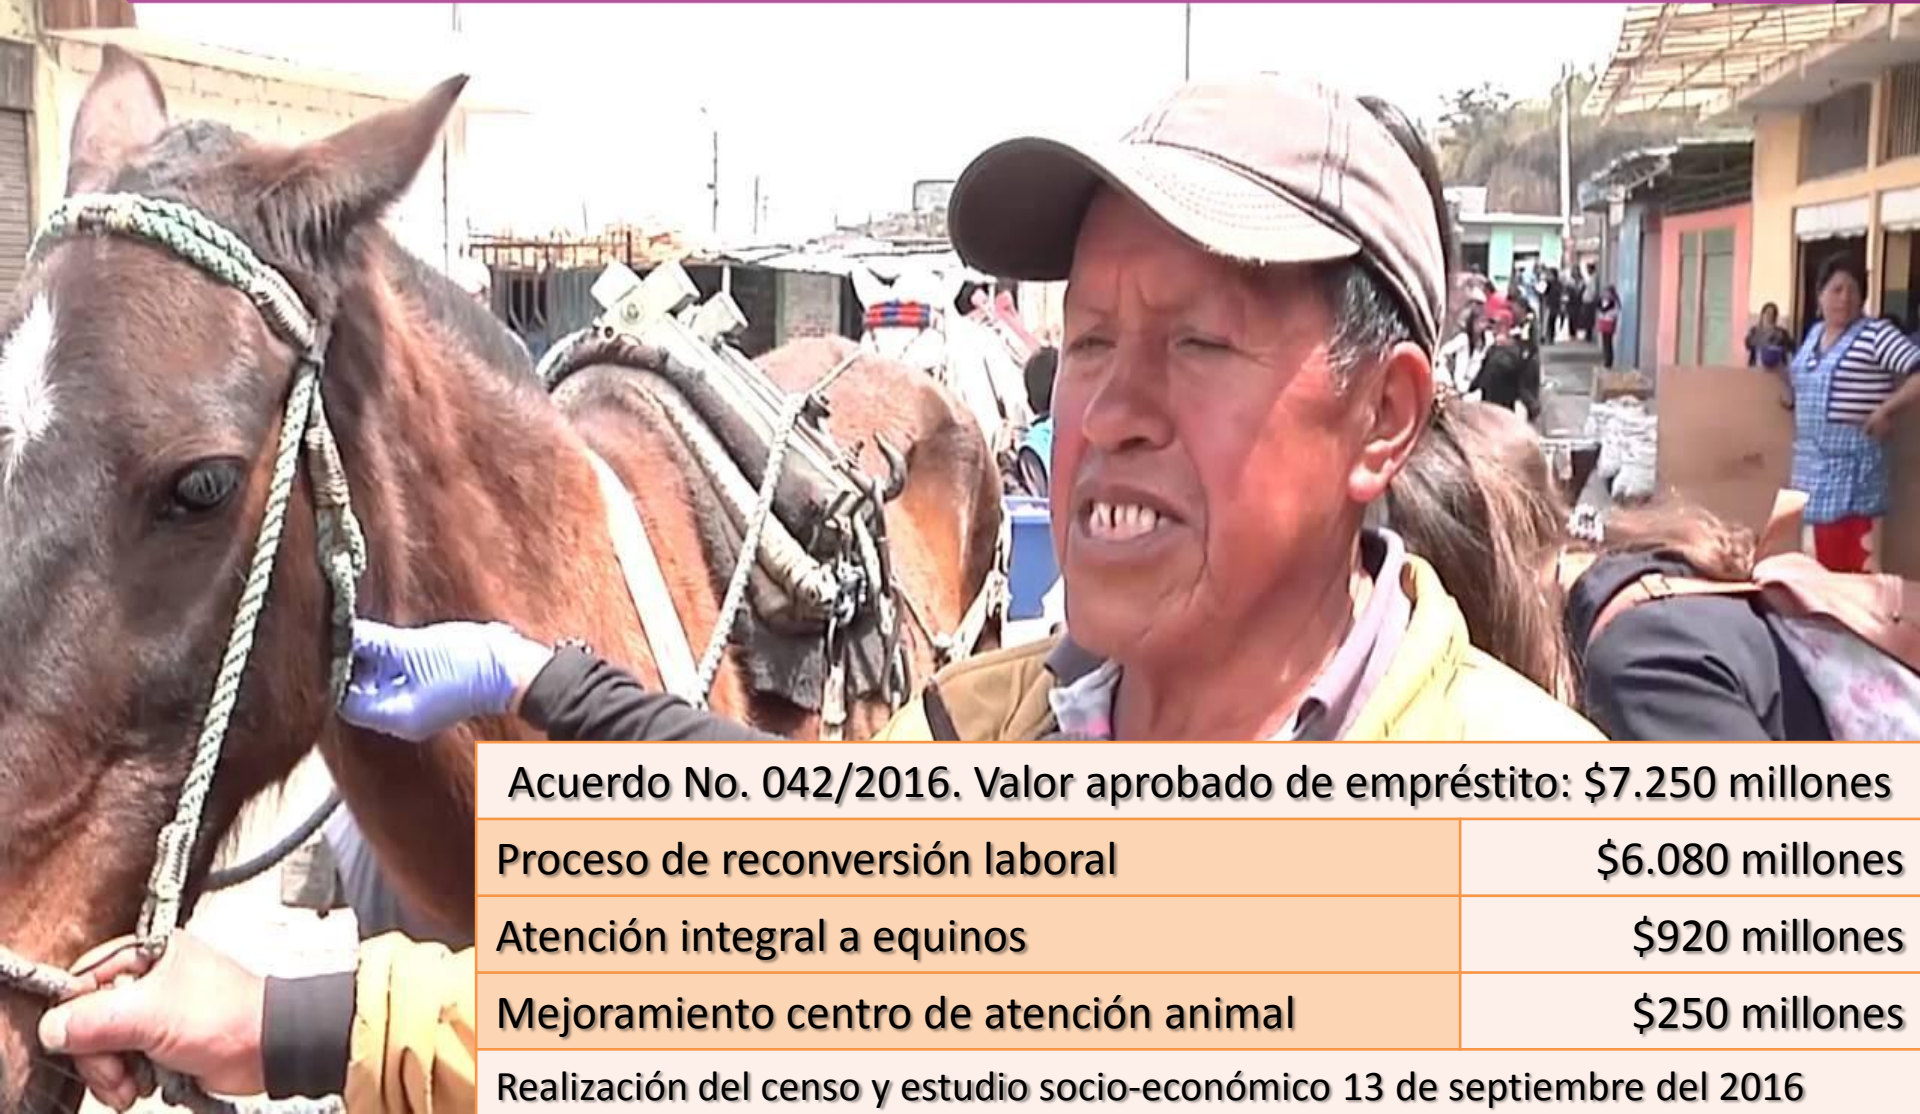 Acuerdo No. 042/2016. Valor aprobado de empréstito: $7.250 millones
Proceso de reconversión laboral $6.080 millones
Atención integral a equinos $920 millones
Mejoramiento centro de atención animal $250 millones
Realización del censo y estudio socio-económico 13 de septiembre del 2016